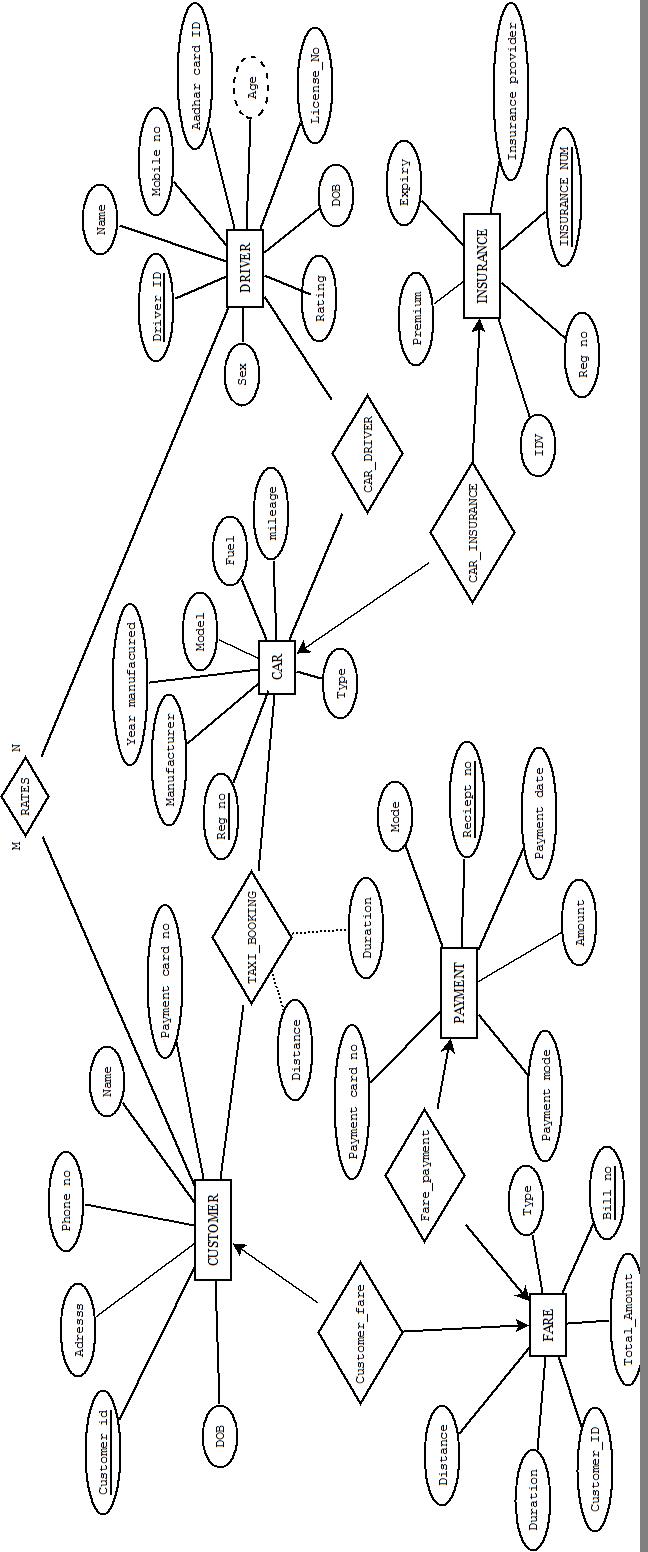 M
RATES
N
Customer id
Adresss
Phone no
Name
Payment card no
DOB
CUSTOMER
TAXI_BOOKING
Distance
Duration
Reg no
Manufacturer
Year manufacured
Model
Fuel
mileage
Type
CAR
CAR_DRIVER
Driver ID
Name
Mobile no
Aadhar card ID
Age
License_No
DOB
Rating
Sex
DRIVER
Customer_fare
Fare_payment
Payment card no
Mode
Reciept no
Payment date
Amount
Payment mode
PAYMENT
CAR_INSURANCE
Premium
Expiry
Insurance provider
INSURANCE NUM
Reg no
IDV
INSURANCE
Distance
Duration
Customer_ID
Total_Amount
Bill no
Type
FARE